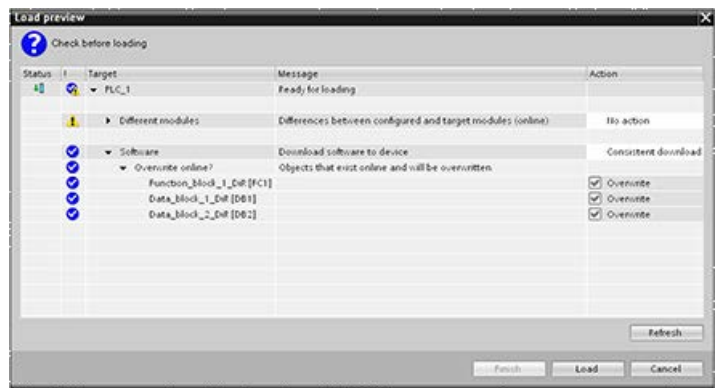 Load preview
X
?
Check before loading
Status ! Target Message Action
PLC_1 Ready for loading
Different modules Differences between configured and target modules (online) No action
Software Download software to device Consistent download
Overwrite online? Objects that exist online and will be overwritten.
Function_block_1_Diff [FC1] Overwrite
Data_block_1_Diff [DB1] Overwrite
Data_block_2_Diff [DB2] Overwrite
Refresh
Finish Load Cancel